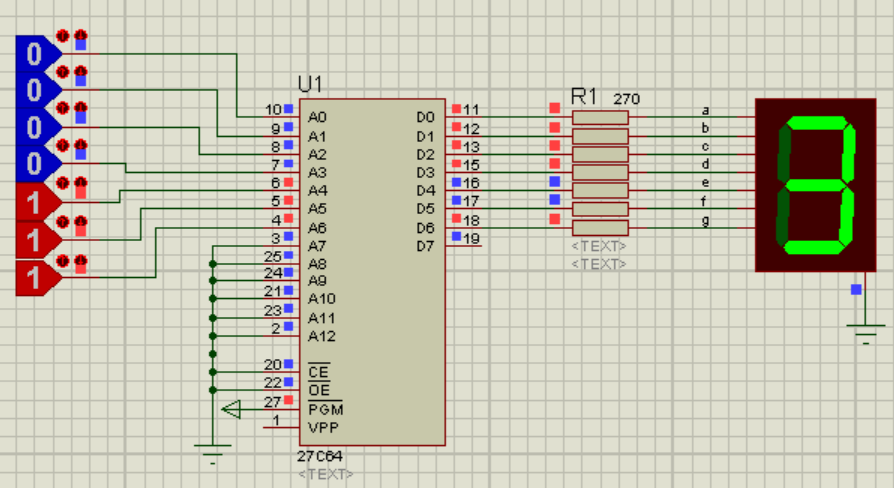 0
0
0
0
1
1
1
U1
10 A0 D0 11
9 A1 D1 12
8 A2 D2 13
7 A3 D3 15
6 A4 D4 16
5 A5 D5 17
4 A6 D6 18
3 A7 D7 19
25 A8
24 A9
21 A10
23 A11
2 A12
20 CE
22 OE
27 PGM
1 VPP
27C64
<TEXT>
R1 270
<TEXT>
<TEXT>
a
b
c
d
e
f
g
3